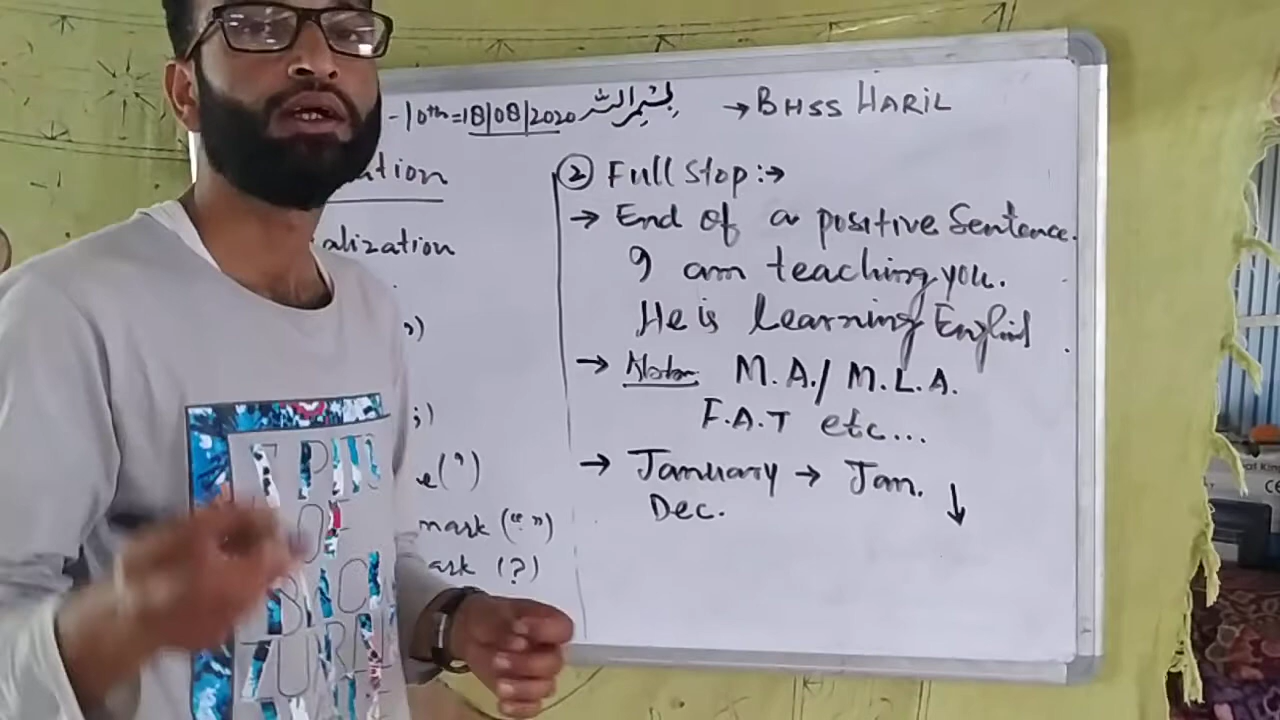 -10th=18/08/2020 بسم الله → BHSS HARIL
ation
alization
,)
;)
e(')
mark (" ")
ark (?)
② Full Stop:→
→ End of a positive Sentence.
I am teaching you.
He is learning English.
→ M.A./ M.L.A.
F.A.T etc...
→ January → Jan. ↓
Dec.
OF